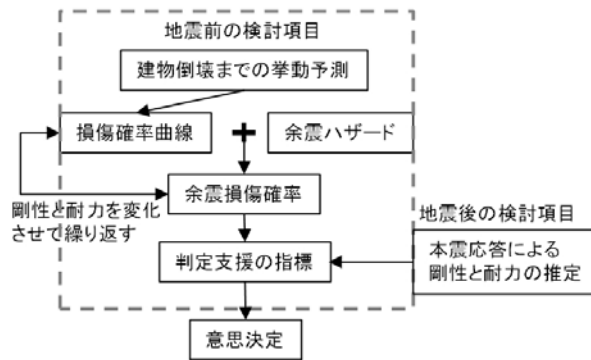 地震前の検討項目
建物倒壊までの挙動予測
損傷確率曲線
+
余震ハザード
余震損傷確率
剛性と耐力を変化
させて繰り返す
地震後の検討項目
判定支援の指標
本震応答による
剛性と耐力の推定
意思決定